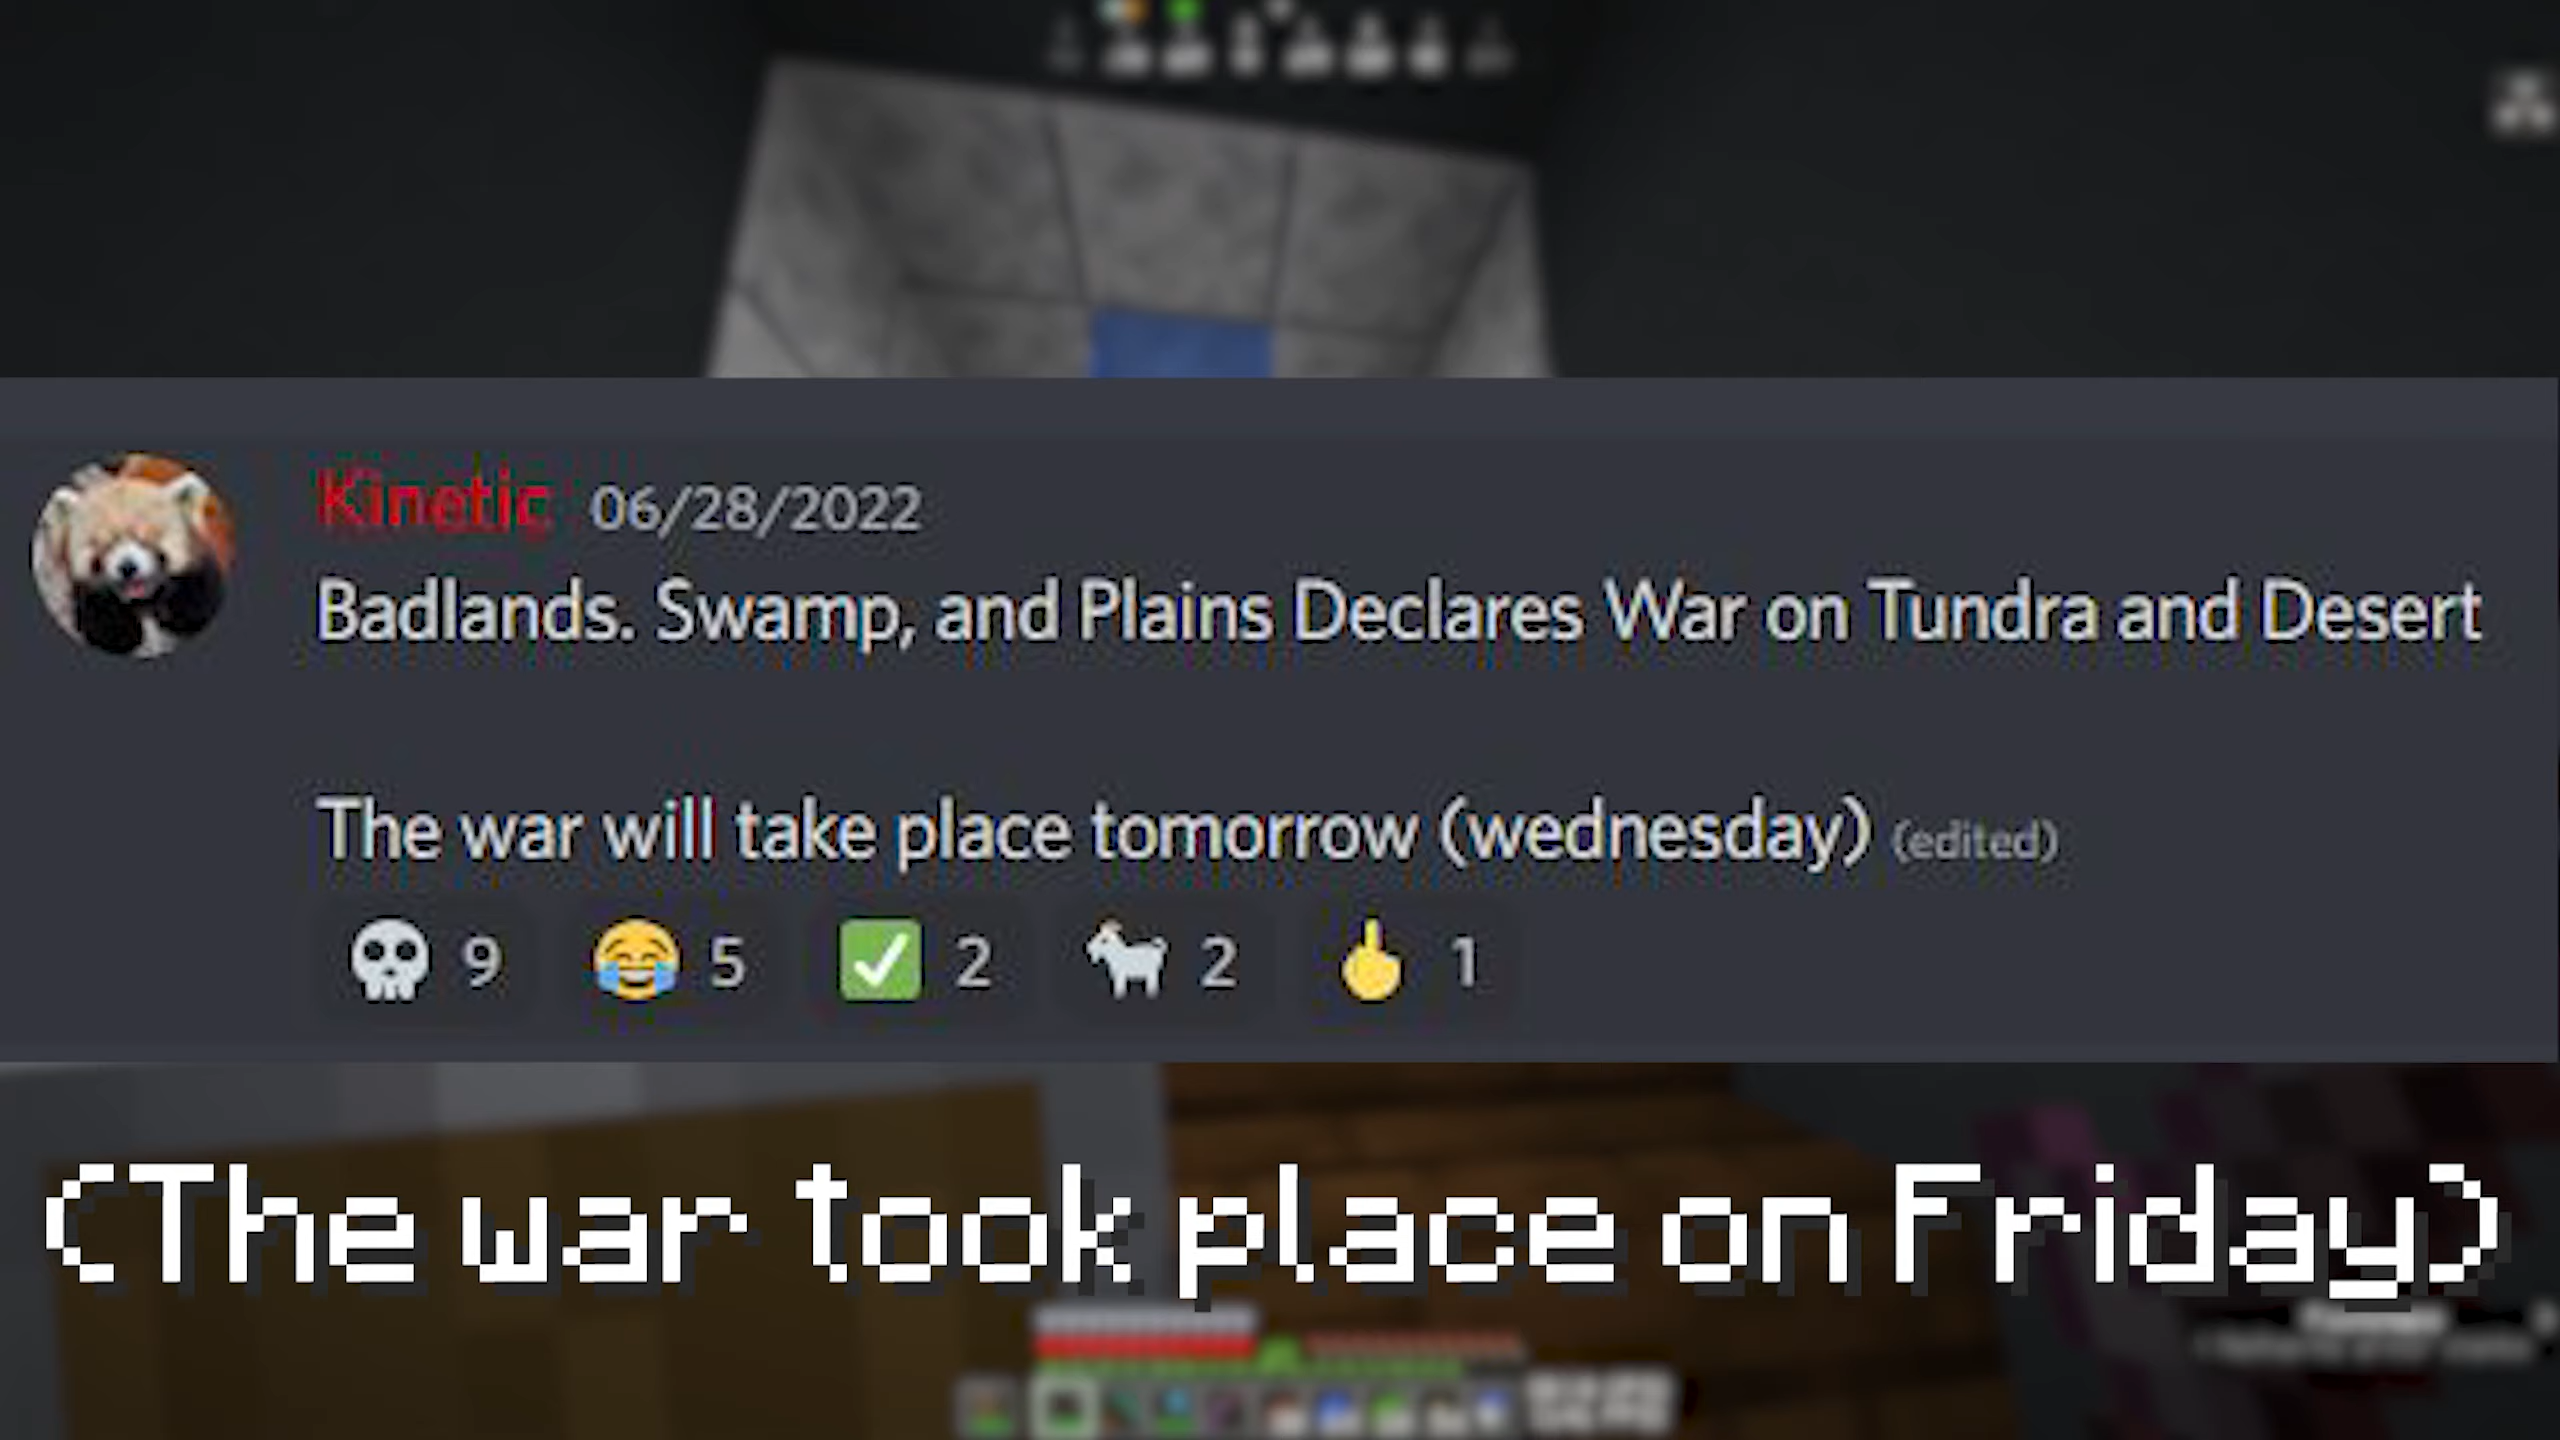 Kinetic 06/28/2022
Badlands. Swamp, and Plains Declares War on Tundra and Desert
The war will take place tomorrow (wednesday) (edited)
9 5 2 2 1
(The war took place on Friday)